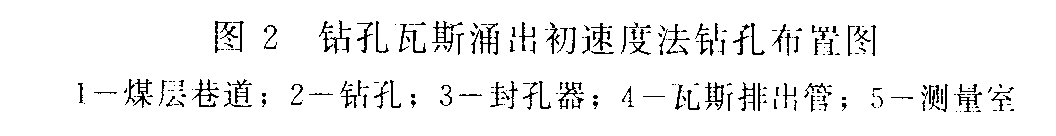 图 2 钻孔瓦斯涌出初速度法钻孔布置图
1—煤层巷道；2—钻孔；3—封孔器；4—瓦斯排出管；5—测量室